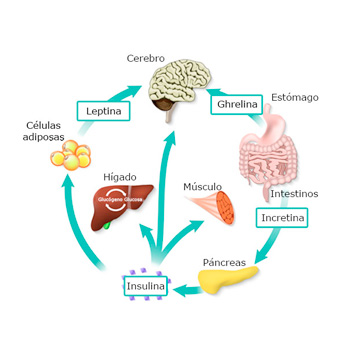 Cerebro
Leptina
Ghrelina
Estómago
Células
adiposas
Hígado
Glucógeno Glucosa
Músculo
Intestinos
Incretina
Páncreas
Insulina